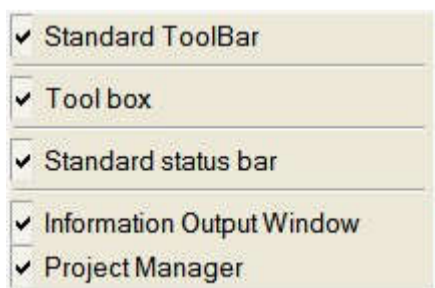 Standard ToolBar
Tool box
Standard status bar
Information Output Window
Project Manager